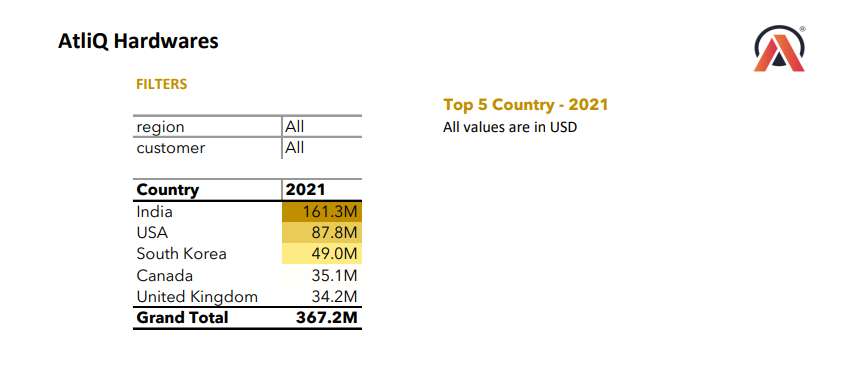 AtliQ Hardwares
®
FILTERS
Top 5 Country - 2021
All values are in USD
region All
customer All
Country 2021
India 161.3M
USA 87.8M
South Korea 49.0M
Canada 35.1M
United Kingdom 34.2M
Grand Total 367.2M